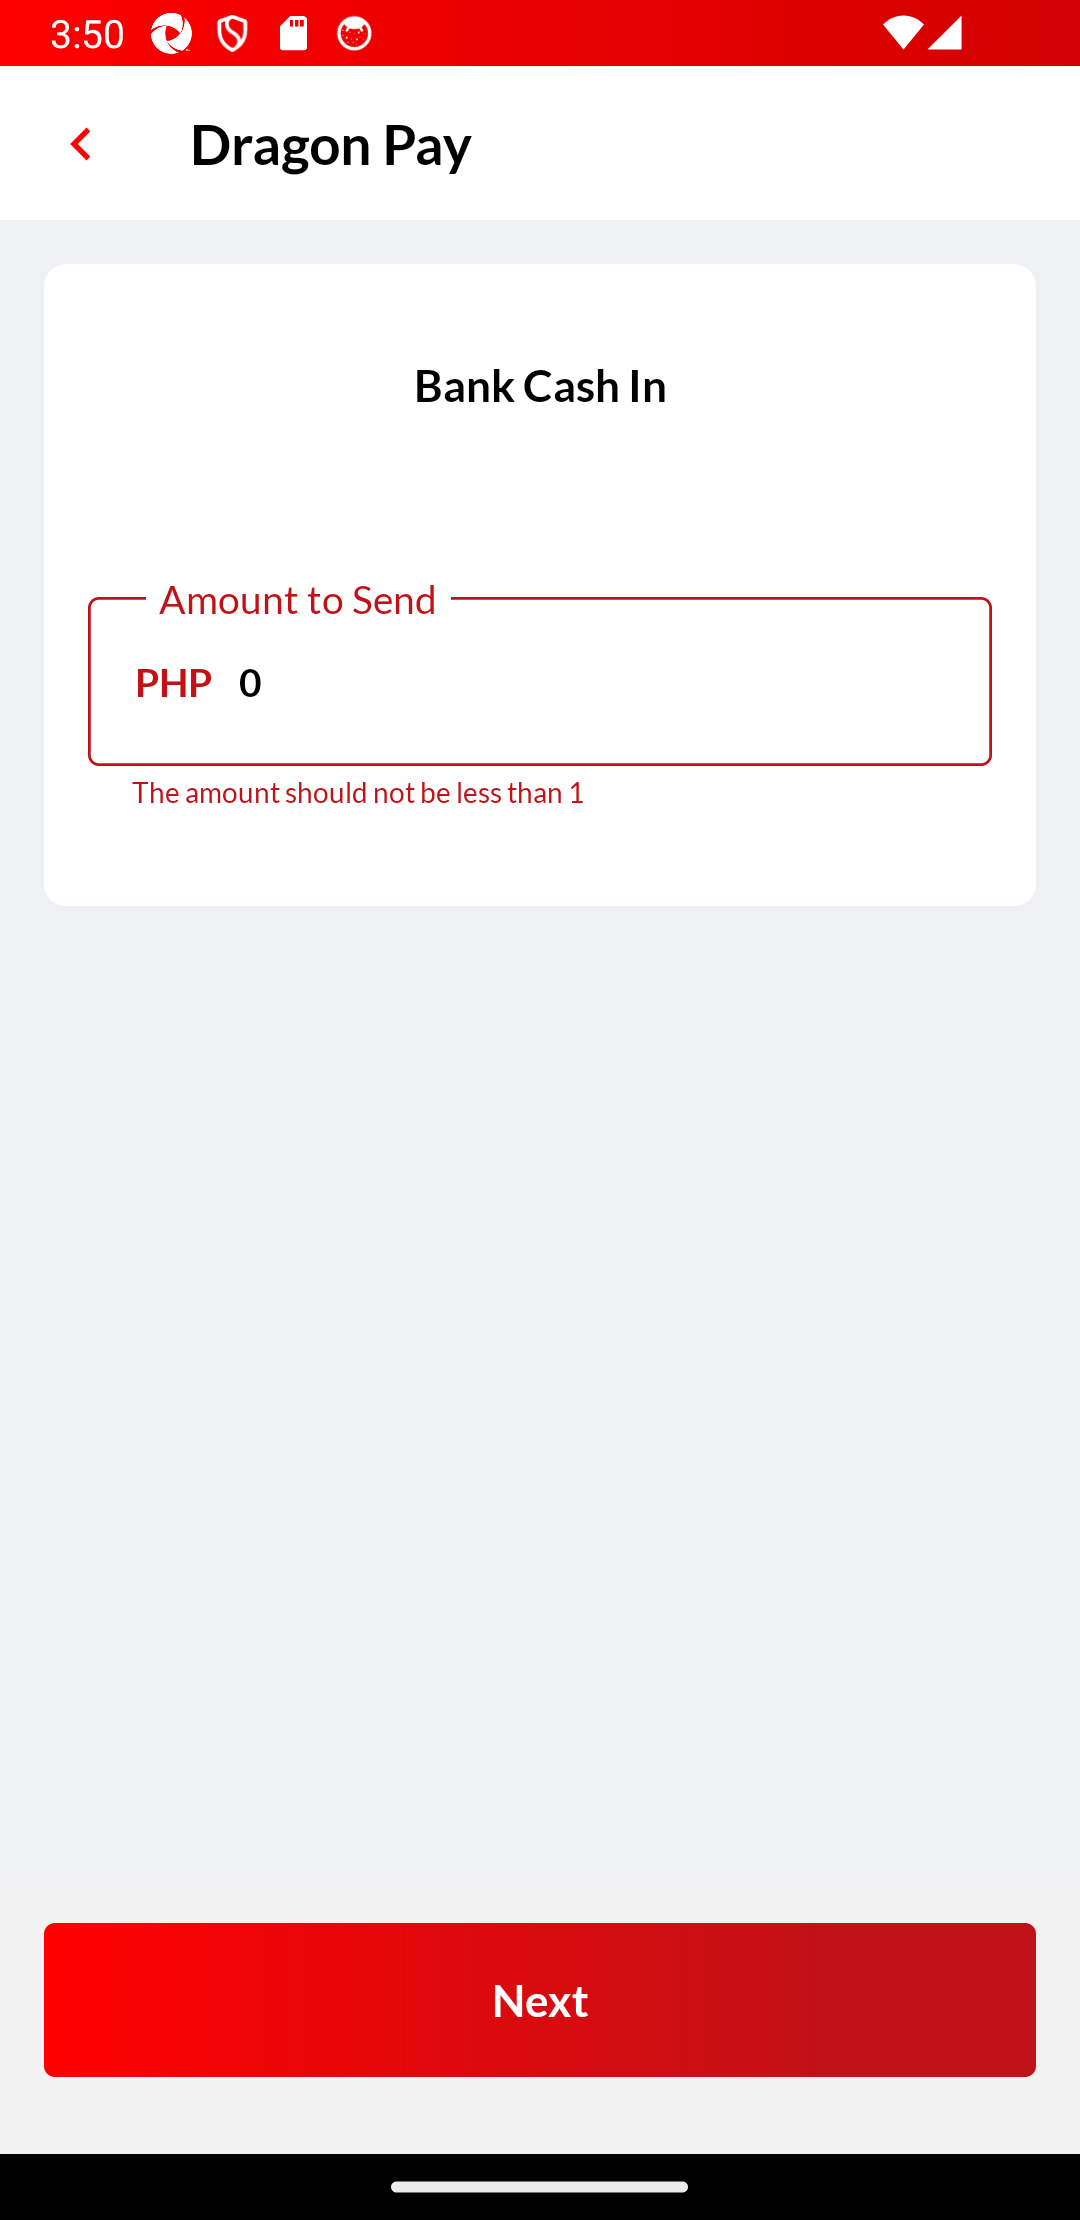 3:50
Dragon Pay
Bank Cash In
Amount to Send
PHP 0
The amount should not be less than 1
Next